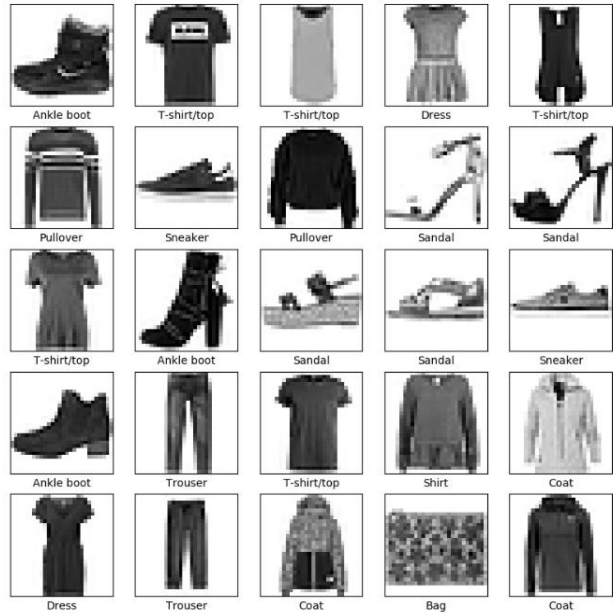 Ankle boot
T-shirt/top
T-shirt/top
Dress
T-shirt/top
Pullover
Sneaker
Pullover
Sandal
Sandal
T-shirt/top
Ankle boot
Sandal
Sandal
Sneaker
Ankle boot
Trouser
T-shirt/top
Shirt
Coat
Dress
Trouser
Coat
Bag
Coat